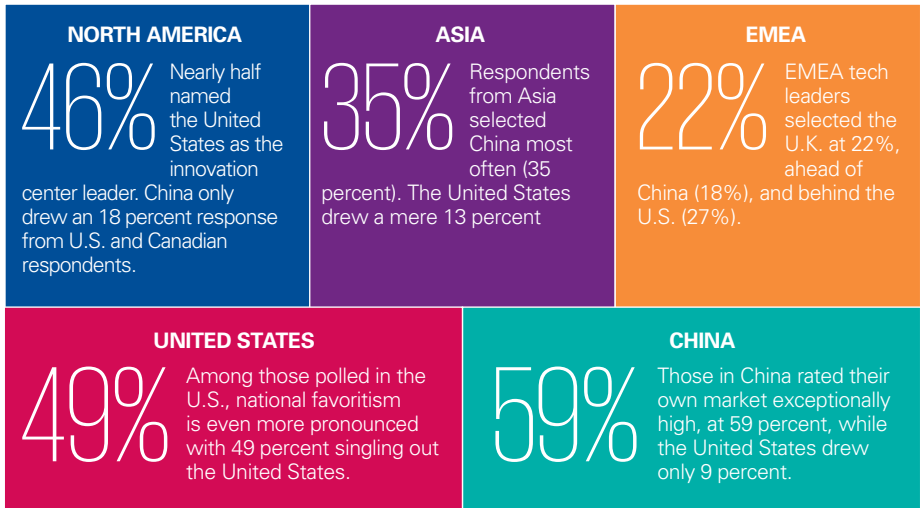 NORTH AMERICA
46%
Nearly half
named
the United
States as the
innovation
center leader. China only
drew an 18 percent response
from U.S. and Canadian
respondents.
ASIA
35%
Respondents
from Asia
selected
China most
often (35
percent). The United States
drew a mere 13 percent
EMEA
22%
EMEA tech
leaders
selected the
U.K. at 22%,
ahead of
China (18%), and behind the
U.S. (27%).
UNITED STATES
49%
Among those polled in the
U.S., national favoritism
is even more pronounced
with 49 percent singling out
the United States.
CHINA
59%
Those in China rated their
own market exceptionally
high, at 59 percent, while
the United States drew
only 9 percent.